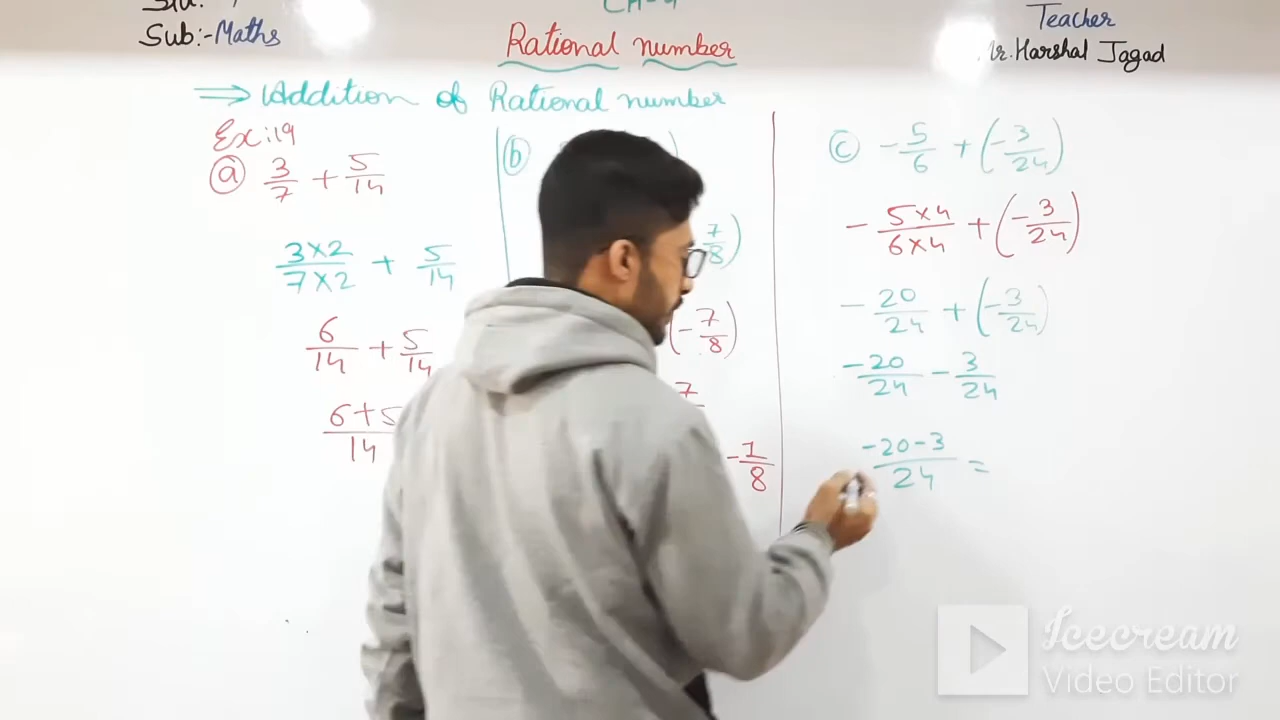 Sub:-Maths
Rational number
Teacher
Mr. Harshal Jagad
⇒ Addition of Rational number
Ex:19
(a) 3/7 + 5/14
3×2/7×2 + 5/14
6/14 + 5/14
6+5/14
(b)
7/8)
(-7/8)
7
-1/8
(c) -5/6 + (-3/24)
-5×4/6×4 + (-3/24)
-20/24 + (-3/24)
-20/24 - 3/24
-20-3/24 =
Icecream
Video Editor